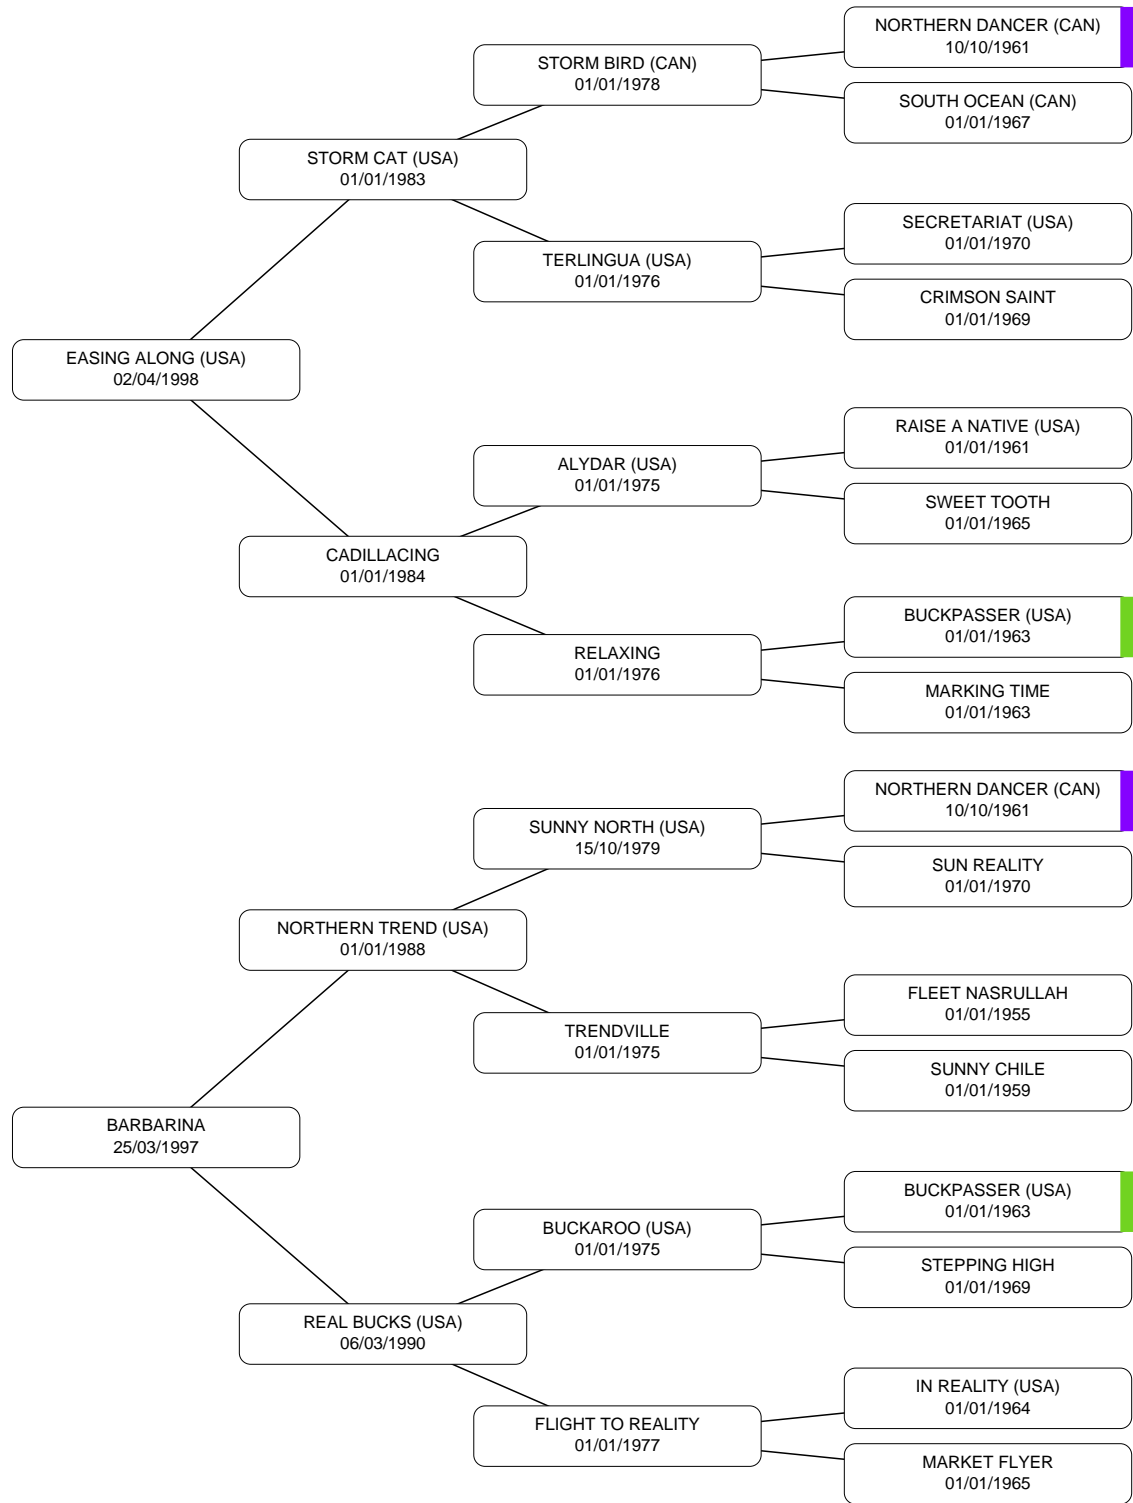 NORTHERN DANCER (CAN)
10/10/1961
STORM BIRD (CAN)
01/01/1978
SOUTH OCEAN (CAN)
01/01/1967
STORM CAT (USA)
01/01/1983
SECRETARIAT (USA)
01/01/1970
TERLINGUA (USA)
01/01/1976
CRIMSON SAINT
01/01/1969
EASING ALONG (USA)
02/04/1998
RAISE A NATIVE (USA)
01/01/1961
ALYDAR (USA)
01/01/1975
SWEET TOOTH
01/01/1965
CADILLACING
01/01/1984
BUCKPASSER (USA)
01/01/1963
RELAXING
01/01/1976
MARKING TIME
01/01/1963
NORTHERN DANCER (CAN)
10/10/1961
SUNNY NORTH (USA)
15/10/1979
SUN REALITY
01/01/1970
NORTHERN TREND (USA)
01/01/1988
FLEET NASRULLAH
01/01/1955
TRENDVILLE
01/01/1975
SUNNY CHILE
01/01/1959
BARBARINA
25/03/1997
BUCKPASSER (USA)
01/01/1963
BUCKAROO (USA)
01/01/1975
STEPPING HIGH
01/01/1969
REAL BUCKS (USA)
06/03/1990
IN REALITY (USA)
01/01/1964
FLIGHT TO REALITY
01/01/1977
MARKET FLYER
01/01/1965